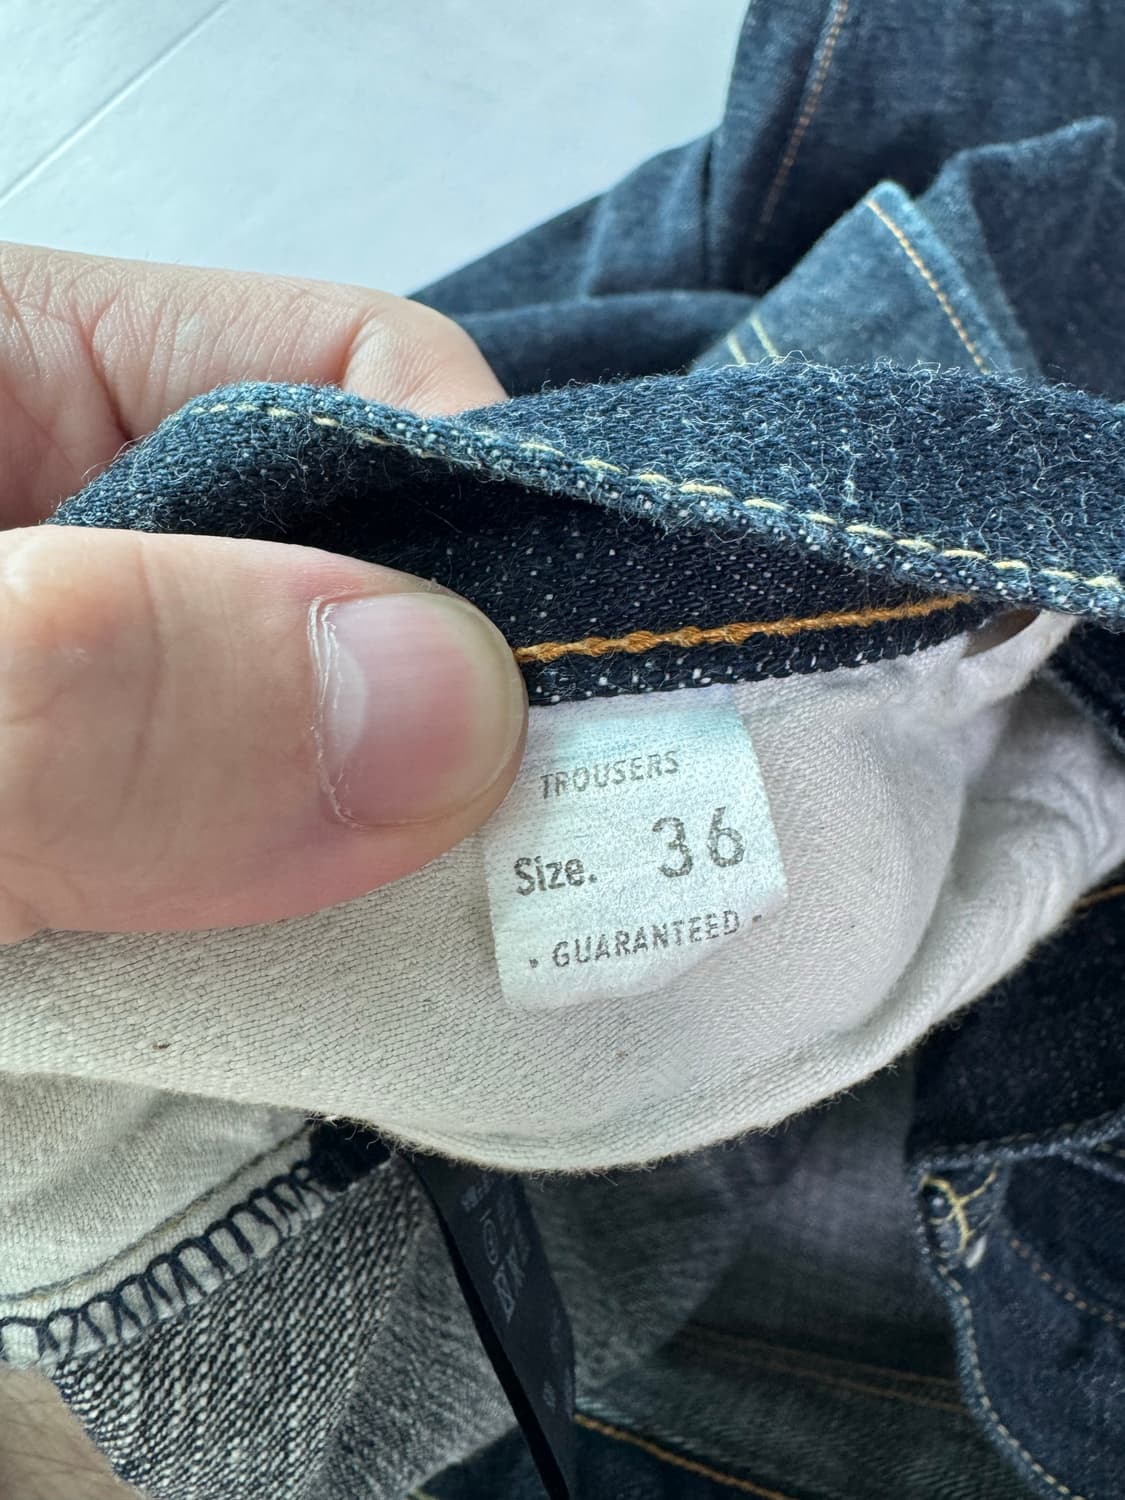 TROUSERS
Size. 36
• GUARANTEED •